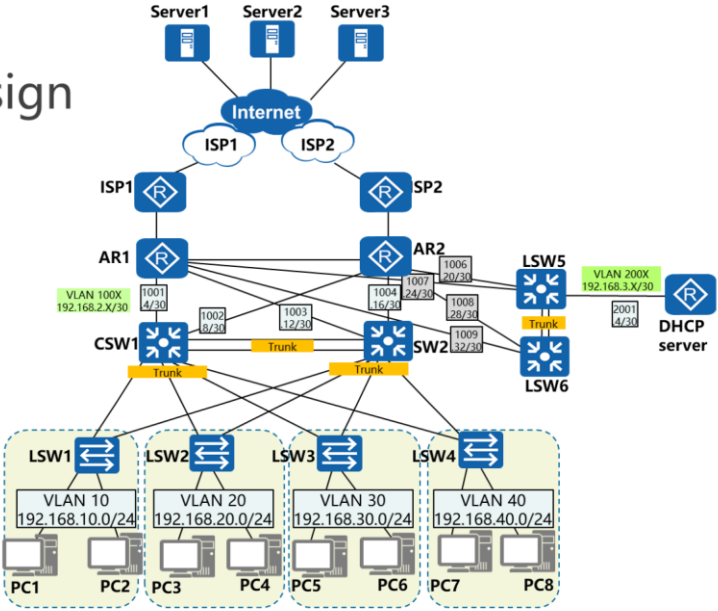 Server1 Server2 Server3
sign
Internet
ISP1 ISP2
ISP1 R R SP2
AR1 R R AR2
1006
20/30
LSW5
VLAN 200X
192.168.3.X/30
R
VLAN 100X
192.168.2.X/30
1001
4/30
1004
.16/30
1007
.24/30
1002
8/30
1003
.12/30
1008
.28/30
1009
32/30
Trunk
2001
4/30
DHCP
server
CSW1 Trunk SW2
LSW6
Trunk Trunk
LSW1 LSW2 LSW3 LSW4
VLAN 10
192.168.10.0/24
VLAN 20
192.168.20.0/24
VLAN 30
192.168.30.0/24
VLAN 40
192.168.40.0/24
PC1 PC2 PC3 PC4 PC5 PC6 PC7 PC8